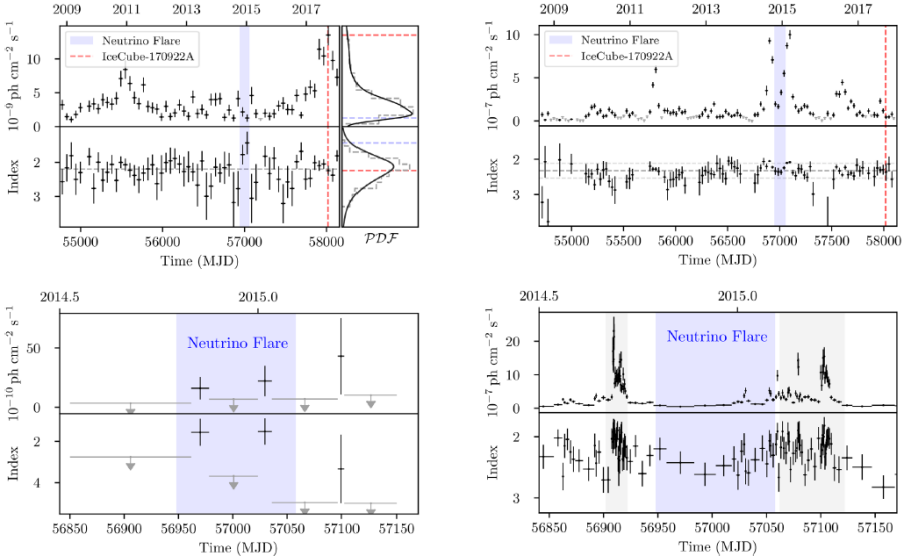 2009 2011 2013 2015 2017
Neutrino Flare
IceCube-170922A
10⁻⁹ ph cm⁻² s⁻¹
10
5
0
Index
2
3
55000 56000 57000 58000
PDF
Time (MJD)
2009 2011 2013 2015 2017
Neutrino Flare
IceCube-170922A
10⁻⁷ ph cm⁻² s⁻¹
10
5
0
Index
2
3
55000 55500 56000 56500 57000 57500 58000
Time (MJD)
2014.5 2015.0
Neutrino Flare
10⁻¹⁰ ph cm⁻² s⁻¹
50
0
Index
2
4
56850 56900 56950 57000 57050 57100 57150
Time (MJD)
2014.5 2015.0
Neutrino Flare
10⁻⁷ ph cm⁻² s⁻¹
20
10
0
Index
2
3
56850 56900 56950 57000 57050 57100 57150
Time (MJD)